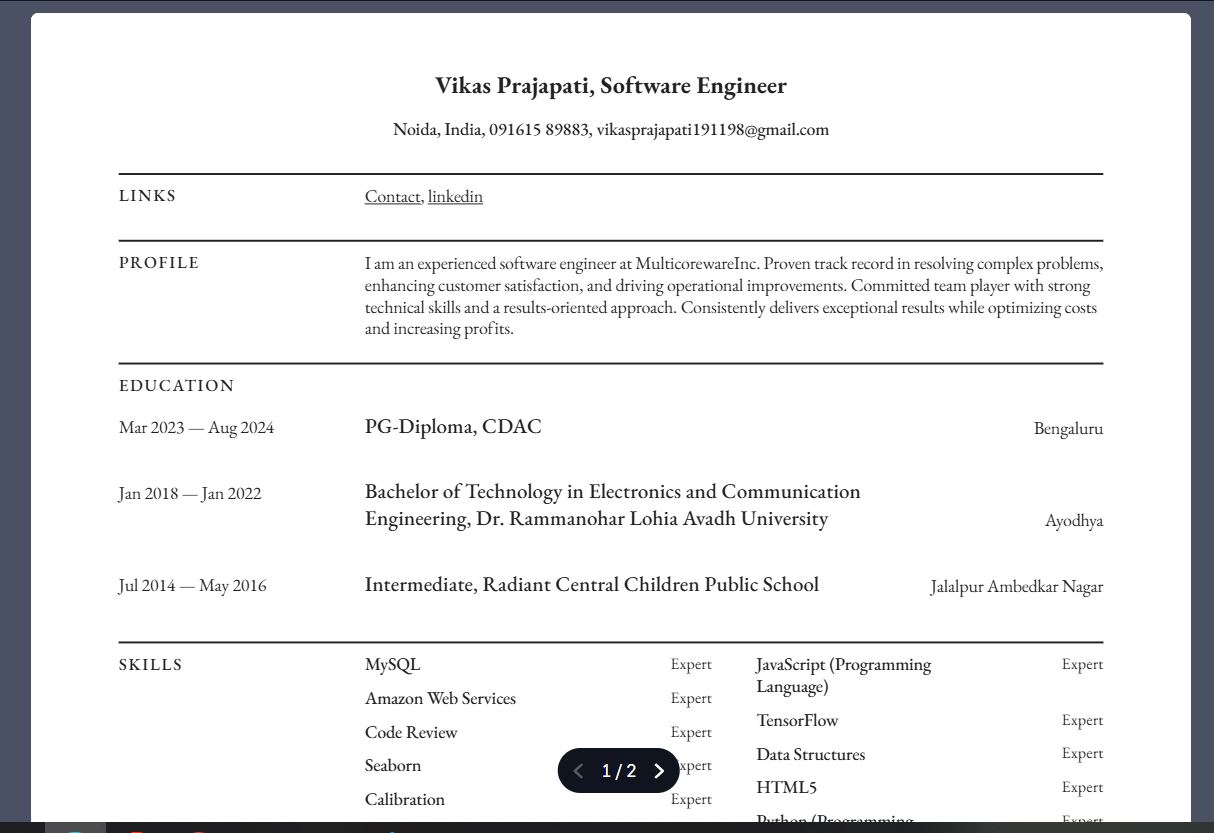 Vikas Prajapati, Software Engineer
Noida, India, 091615 89883, vikasprajapati191198@gmail.com
LINKS
Contact, linkedin
PROFILE
I am an experienced software engineer at MulticorewareInc. Proven track record in resolving complex problems,
enhancing customer satisfaction, and driving operational improvements. Committed team player with strong
technical skills and a results-oriented approach. Consistently delivers exceptional results while optimizing costs
and increasing profits.
EDUCATION
Mar 2023 — Aug 2024 PG-Diploma, CDAC Bengaluru
Jan 2018 — Jan 2022 Bachelor of Technology in Electronics and Communication
Engineering, Dr. Rammanohar Lohia Avadh University Ayodhya
Jul 2014 — May 2016 Intermediate, Radiant Central Children Public School Jalalpur Ambedkar Nagar
SKILLS
MySQL Expert
Amazon Web Services Expert
Code Review Expert
Seaborn xpert
Calibration Expert
JavaScript (Programming Expert
Language)
TensorFlow Expert
Data Structures Expert
HTML5 Expert
Python (Programming Expert
1 / 2